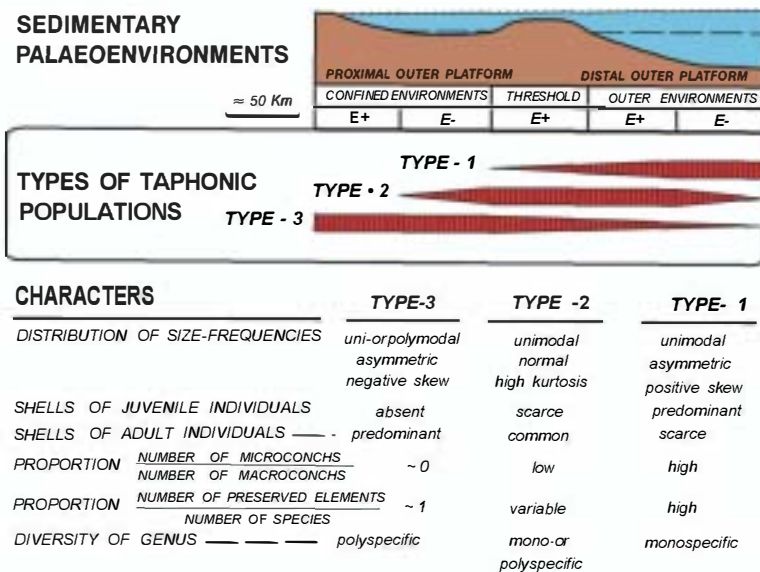 SEDIMENTARY
PALAEOENVIRONMENTS
PROXIMAL OUTER PLATFORM DISTAL OUTER PLATFORM
≈ 50 Km
CONFINED ENVIRONMENTS THRESHOLD OUTER ENVIRONMENTS
E+ E- E+ E+ E-
TYPES OF TAPHONIC
POPULATIONS
TYPE - 1
TYPE • 2
TYPE - 3
CHARACTERS TYPE-3 TYPE -2 TYPE- 1
DISTRIBUTION OF SIZE-FREQUENCIES uni-orpolymodal unimodal unimodal
asymmetric normal asymmetric
negative skew high kurtosis positive skew
SHELLS OF JUVENILE INDIVIDUALS absent scarce predominant
SHELLS OF ADULT INDIVIDUALS predominant common scarce
PROPORTION NUMBER OF MICROCONCHS ~ 0 low high
NUMBER OF MACROCONCHS
PROPORTION NUMBER OF PRESERVED ELEMENTS ~ 1 variable high
NUMBER OF SPECIES
DIVERSITY OF GENUS polyspecific mono-or monospecific
polyspecific